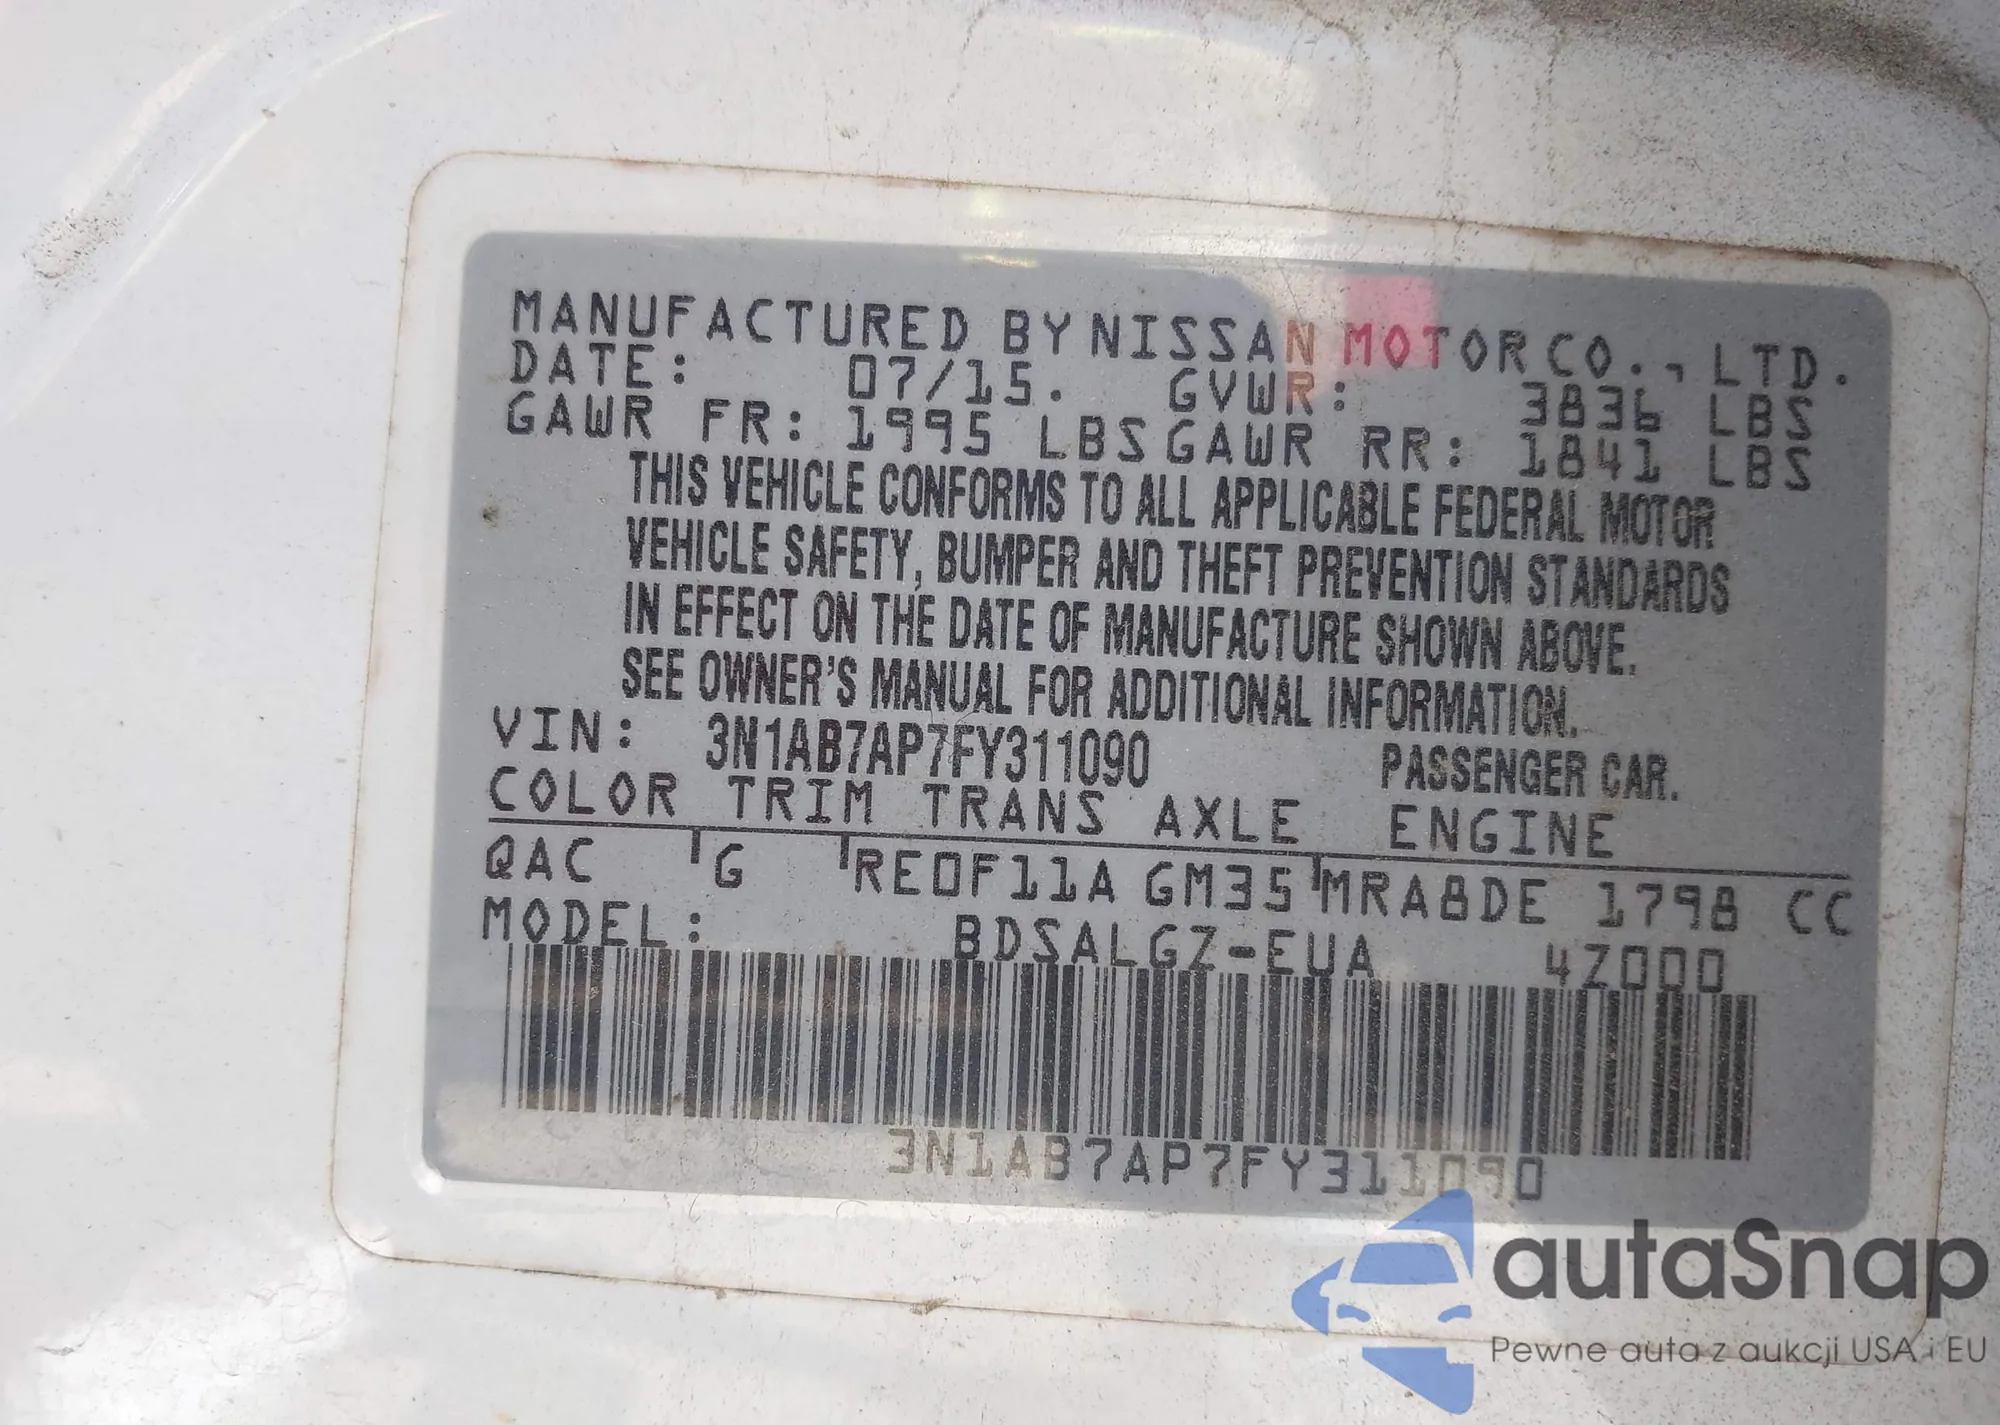 MANUFACTURED BY NISSAN MOTOR CO., LTD.
DATE: 07/15. GVWR: 3836 LBS
GAWR FR: 1995 LBS GAWR RR: 1841 LBS
THIS VEHICLE CONFORMS TO ALL APPLICABLE FEDERAL MOTOR
VEHICLE SAFETY, BUMPER AND THEFT PREVENTION STANDARDS
IN EFFECT ON THE DATE OF MANUFACTURE SHOWN ABOVE.
SEE OWNER'S MANUAL FOR ADDITIONAL INFORMATION.
VIN: 3N1AB7AP7FY311090 PASSENGER CAR.
COLOR TRIM TRANS AXLE ENGINE
QAC G RE0F11A GM35 MRA8DE 1798 CC
MODEL: BDSALGZ-EUA 4Z000
3N1AB7AP7FY311090
autaSnap
Pewne auta z aukcji USA i EU